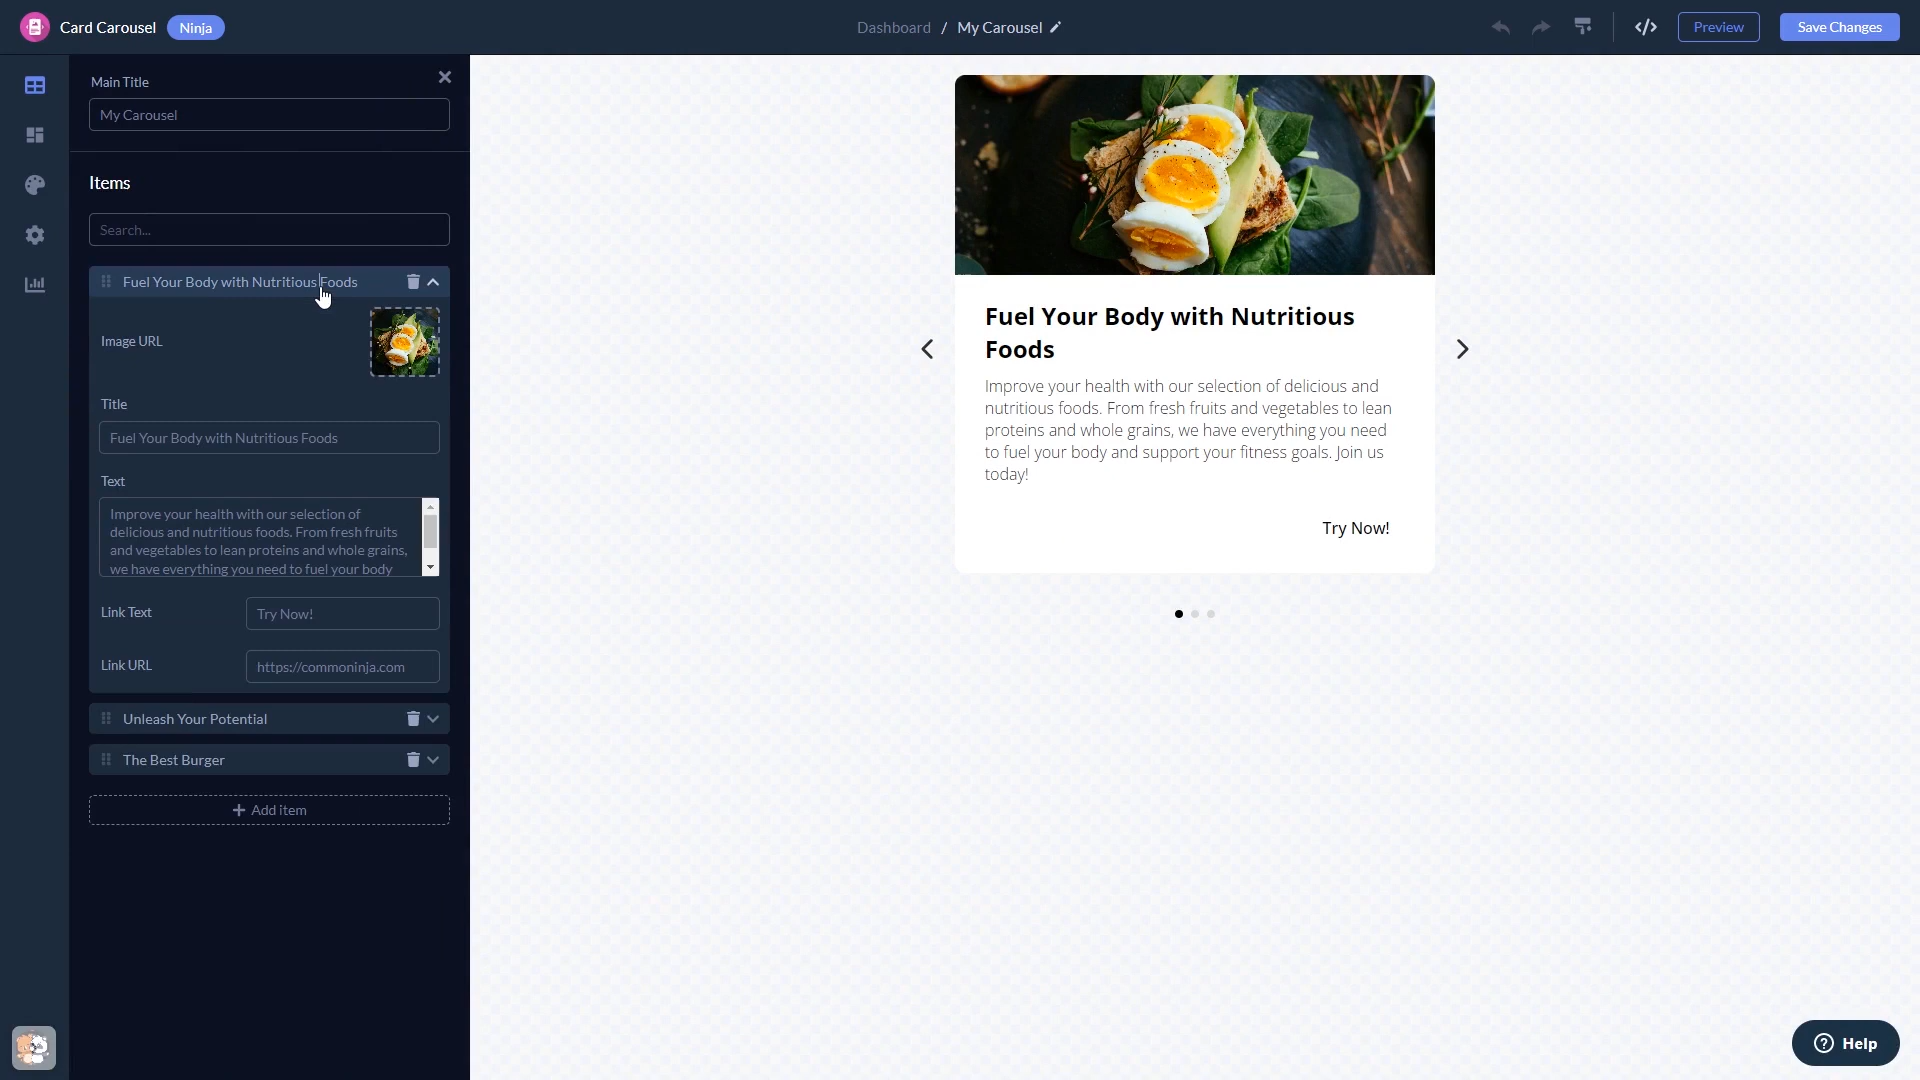 Card Carousel
Ninja
Dashboard / My Carousel
Preview
Save Changes
Main Title
My Carousel
Items
Search...
Fuel Your Body with Nutritious Foods
Image URL
Title
Fuel Your Body with Nutritious Foods
Text
Improve your health with our selection of
delicious and nutritious foods. From fresh fruits
and vegetables to lean proteins and whole grains,
we have everything you need to fuel your body
Link Text
Try Now!
Link URL
https://commoninja.com
Unleash Your Potential
The Best Burger
Add item
Fuel Your Body with Nutritious
Foods
Improve your health with our selection of delicious and
nutritious foods. From fresh fruits and vegetables to lean
proteins and whole grains, we have everything you need
to fuel your body and support your fitness goals. Join us
today!
Try Now!
Help